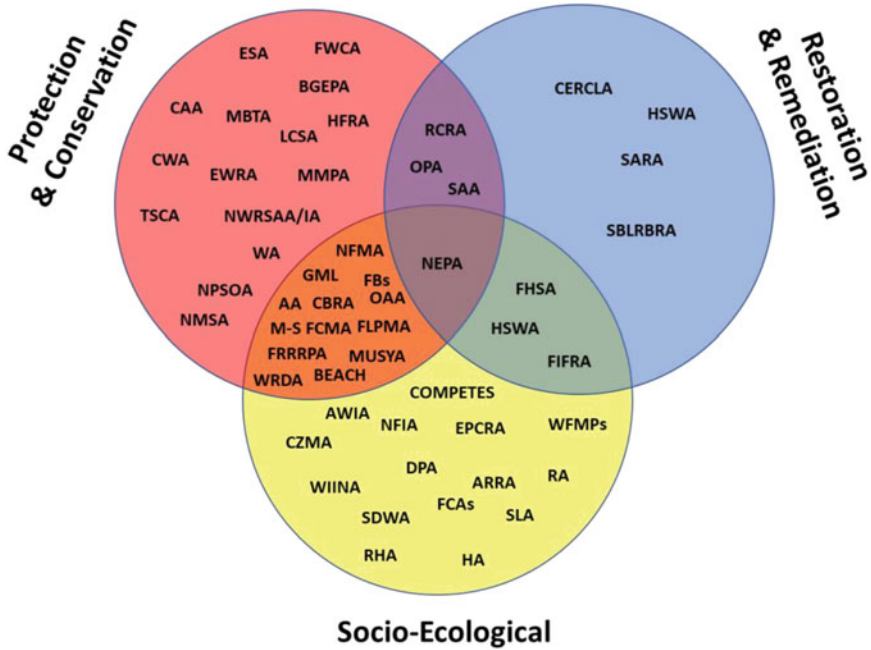 Protection
& Conservation
Restoration
& Remediation
ESA
FWCA
BGEPA
CAA
MBTA
HFRA
LCSA
CWA
EWRA
MMPA
TSCA
NWRSAA/IA
WA
NPSOA
NMSA
RCRA
OPA
SAA
CERCLA
HSWA
SARA
SBLRBRA
NEPA
NFMA
GML
FBs
AA
CBRA
OAA
M-S FCMA
FLPMA
FRRRPA
MUSYA
WRDA
BEACH
FHSA
HSWA
FIFRA
COMPETES
AWIA
NFIA
EPCRA
WFMPs
CZMA
DPA
ARRA
RA
WIINA
FCAs
SDWA
SLA
RHA
HA
Socio-Ecological